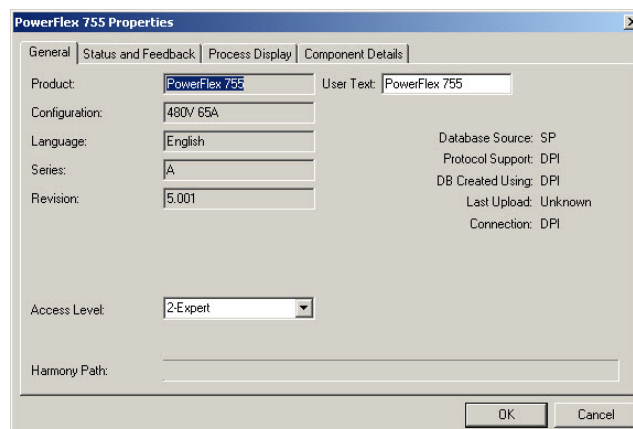 PowerFlex 755 Properties
General Status and Feedback Process Display Component Details
Product: PowerFlex 755 User Text: PowerFlex 755
Configuration: 480V 65A
Language: English
Series: A
Revision: 5.001
Database Source: SP
Protocol Support: DPI
DB Created Using: DPI
Last Upload: Unknown
Connection: DPI
Access Level: 2-Expert
Harmony Path:
OK Cancel